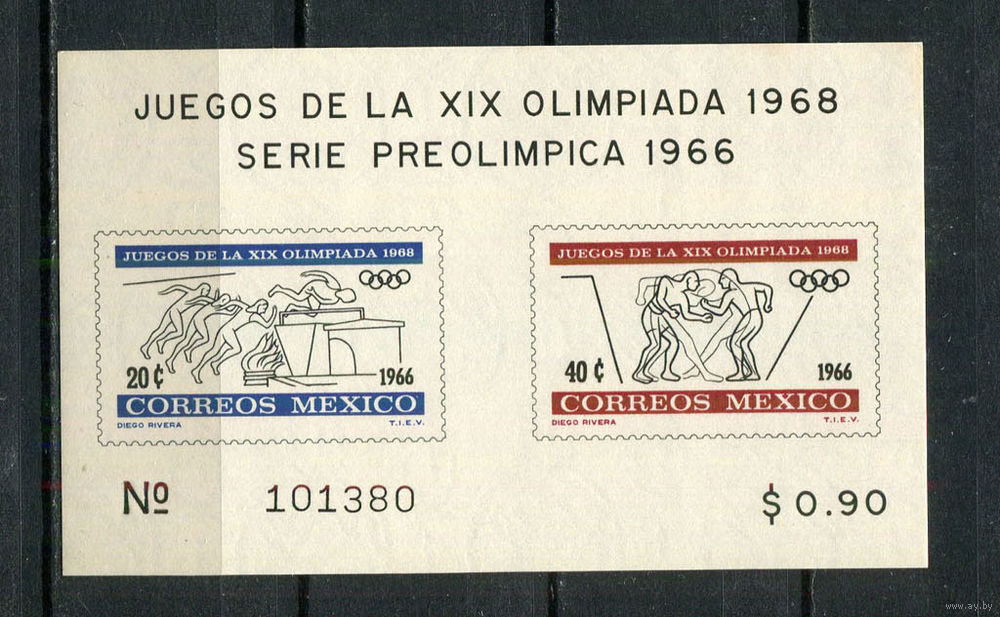 JUEGOS DE LA XIX OLIMPIADA 1968
SERIE PREOLIMPICA 1966
JUEGOS DE LA XIX OLIMPIADA 1968
20 ¢
1966
CORREOS MEXICO
DIEGO RIVERA
T.I.E.V.
JUEGOS DE LA XIX OLIMPIADA 1968
40 ¢
1966
CORREOS MEXICO
DIEGO RIVERA
T.I.E.V.
Nº 101380
$ 0.90
www.ay.by